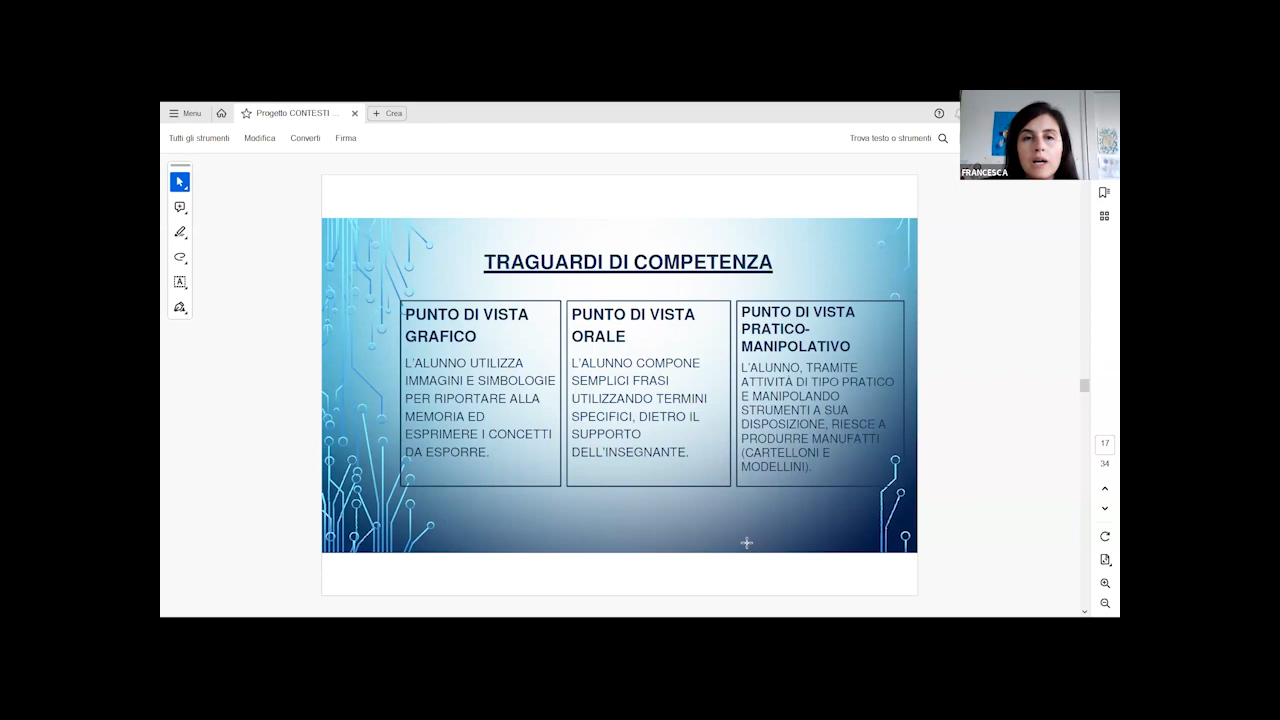 Menu
Progetto CONTESTI ...
Crea
Tutti gli strumenti
Modifica
Converti
Firma
Trova testo o strumenti
FRANCESCA
TRAGUARDI DI COMPETENZA
PUNTO DI VISTA
GRAFICO
L'ALUNNO UTILIZZA
IMMAGINI E SIMBOLOGIE
PER RIPORTARE ALLA
MEMORIA ED
ESPRIMERE I CONCETTI
DA ESPORRE.
PUNTO DI VISTA
ORALE
L'ALUNNO COMPONE
SEMPLICI FRASI
UTILIZZANDO TERMINI
SPECIFICI, DIETRO IL
SUPPORTO
DELL'INSEGNANTE.
PUNTO DI VISTA
PRATICO-
MANIPOLATIVO
L'ALUNNO, TRAMITE
ATTIVITÀ DI TIPO PRATICO
E MANIPOLANDO
STRUMENTI A SUA
DISPOSIZIONE, RIESCE A
PRODURRE MANUFATTI
(CARTELLONI E
MODELLINI).
17
34